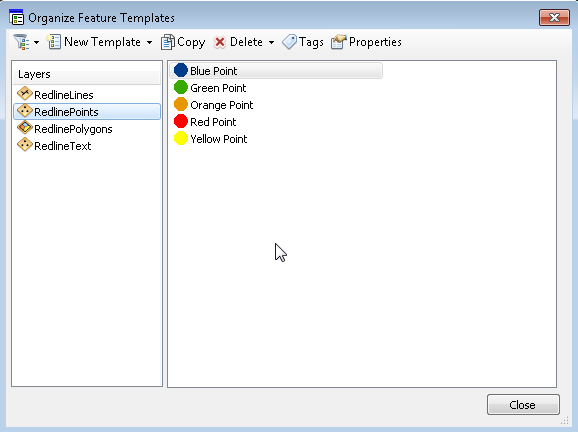 Organize Feature Templates
New Template Copy Delete Tags Properties
Layers
RedlineLines
RedlinePoints
RedlinePolygons
RedlineText
Blue Point
Green Point
Orange Point
Red Point
Yellow Point
Close